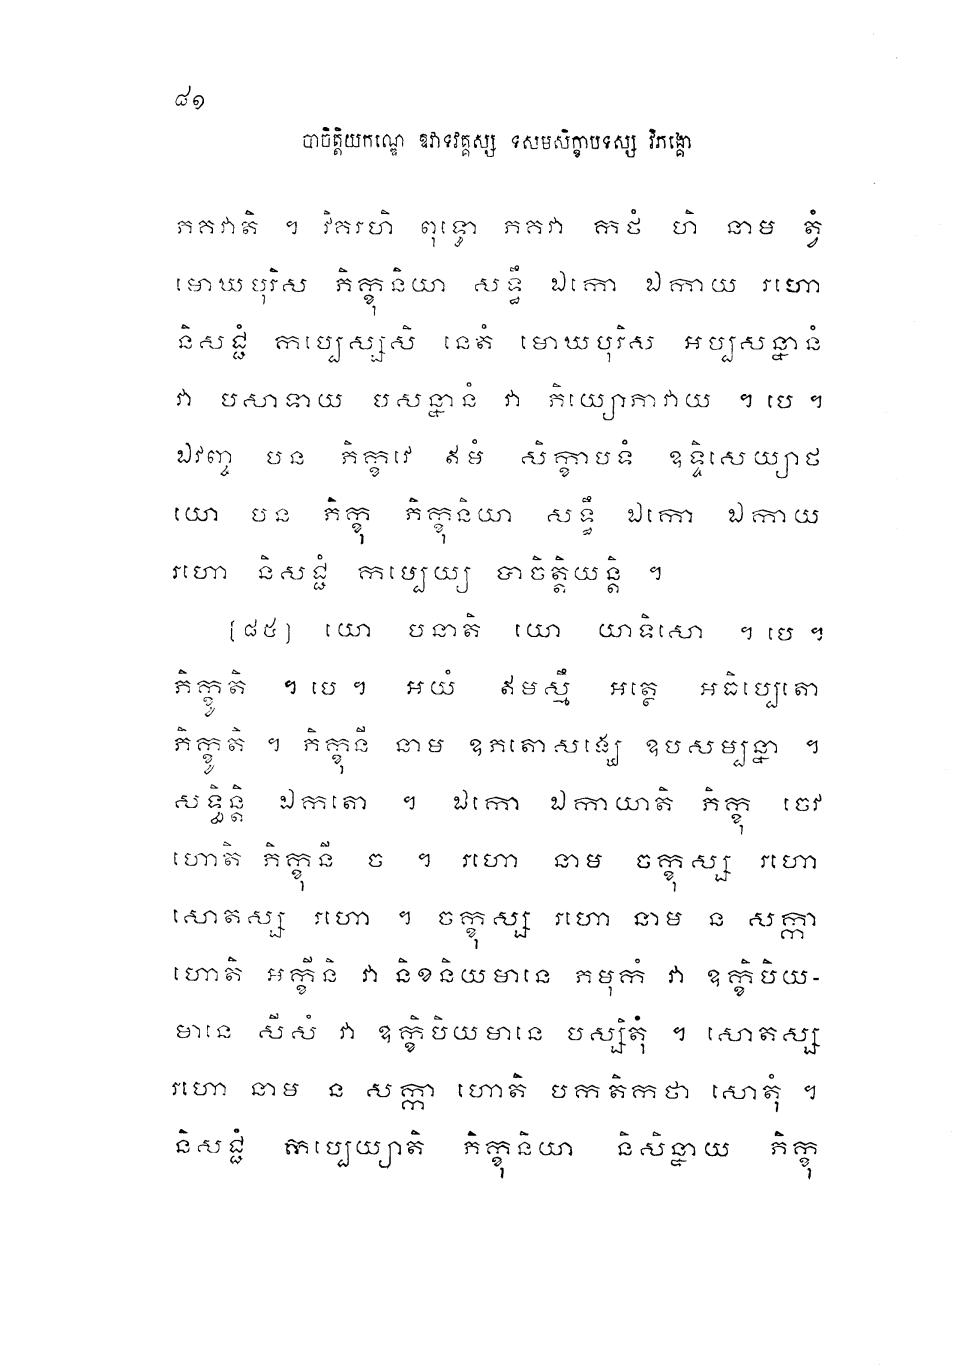 ៨១
បាចិត្តិយកណ្ឌេ ឱវាទវគ្គស្ស ទសមសិក្ខាបទស្ស វិភង្គោ
ភគវាតិ ។ វិគរហិ ពុទ្ធោ ភគវា កថំ ហិ នាម ត្វំ
មោឃបុរិស ភិក្ខុនិយា សទ្ធឹ ឯកោ ឯកាយ រហោ
និសជ្ជំ កប្បេស្សសិ នេតំ មោឃបុរិស អប្បសន្នានំ
វា បសាទាយ បសន្នានំ វា ភិយ្យោភាវាយ ។ បេ ។
ឯវញ្ច បន ភិក្ខវេ ឥមំ សិក្ខាបទំ ឧទ្ទិសេយ្យាថ
យោ បន ភិក្ខុ ភិក្ខុនិយា សទ្ធឹ ឯកោ ឯកាយ
រហោ និសជ្ជំ កប្បេយ្យ បាចិត្តិយន្តិ ។
[៨៥] យោ បនាតិ យោ យាទិសោ ។ បេ ។
ភិក្ខូតិ ។ បេ ។ អយំ ឥមស្មឹ អត្ថេ អធិប្បេតោ
ភិក្ខូតិ ។ ភិក្ខុនី នាម ឧភតោសង្ឃេ ឧបសម្បន្នា ។
សទ្ធិន្តិ ឯកតោ ។ ឯកោ ឯកាយាតិ ភិក្ខុ ចេវ
ហោតិ ភិក្ខុនី ច ។ រហោ នាម ចក្ខុស្ស រហោ
សោតស្ស រហោ ។ ចក្ខុស្ស រហោ នាម ន សក្កា
ហោតិ អក្ខីនិ វា និខនិយមានេ ភមុកំ វា ឧក្ខិបិយ-
មានេ សីសំ វា ឧក្ខិបិយមានេ បស្សិតុំ ។ សោតស្ស
រហោ នាម ន សក្កា ហោតិ បកតិកថា សោតុំ ។
និសជ្ជំ កប្បេយ្យាតិ ភិក្ខុនិយា និសិន្នាយ ភិក្ខុ